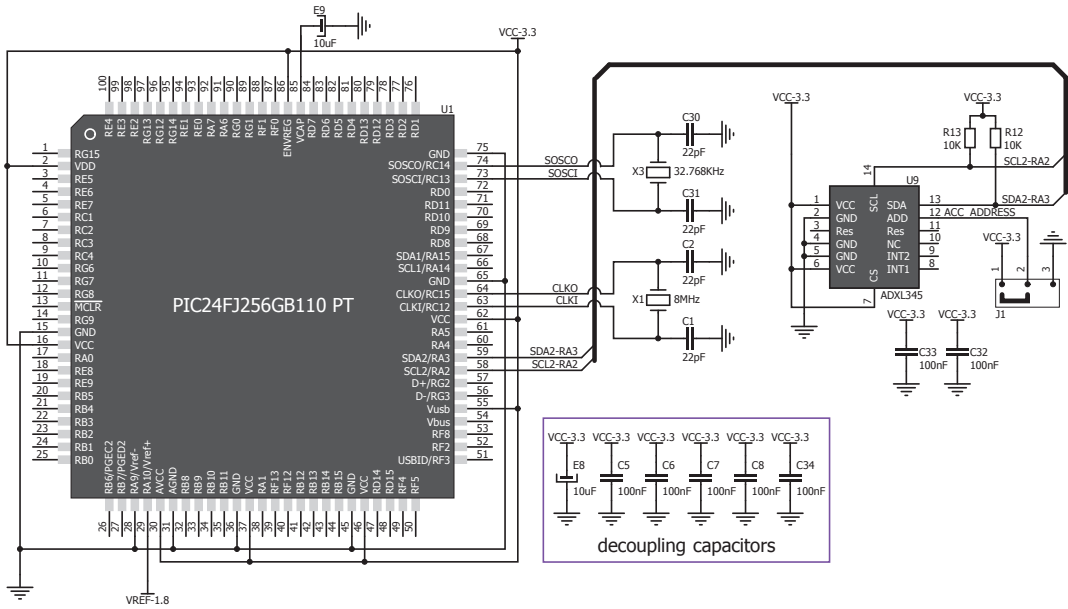 E9
10uF
VCC-3.3
100 99 98 97 96 95 94 93 92 91 90 89 88 87 86 85 84 83 82 81 80 79 78 77 76
RE4 RE3 RE2 RG13 RG12 RG14 RE1 RE0 RA7 RA6 RG0 RG1 RF1 RF0 ENVREG VCAP RD7 RD6 RD5 RD4 RD13 RD12 RD3 RD2 RD1
U1
PIC24FJ256GB110 PT
1 RG15
2 VDD
3 RE5
4 RE6
5 RE7
6 RC1
7 RC2
8 RC3
9 RC4
10 RG6
11 RG7
12 RG8
13 MCLR
14 RG9
15 GND
16 VCC
17 RA0
18 RE8
19 RE9
20 RB5
21 RB4
22 RB3
23 RB2
24 RB1
25 RB0
GND 75
SOSCO/RC14 74
SOSCI/RC13 73
RD0 72
RD11 71
RD10 70
RD9 69
RD8 68
SDA1/RA15 67
SCL1/RA14 66
GND 65
CLKO/RC15 64
CLKI/RC12 63
VCC 62
RA5 61
RA4 60
SDA2/RA3 59
SCL2/RA2 58
D+/RG2 57
D-/RG3 56
Vusb 55
Vbus 54
RF8 53
RF2 52
USBID/RF3 51
RB6/PGEC2 RB7/PGED2 RA9/Vref- RA10/Vref+ AVCC AGND RB8 RB9 RB10 RB11 GND VCC RA1 RF13 RF12 RB12 RB13 RB14 RB15 GND VCC RD14 RD15 RF4 RF5
26 27 28 29 30 31 32 33 34 35 36 37 38 39 40 41 42 43 44 45 46 47 48 49 50
VREF-1.8
SOSCO
SOSCI
CLKO
CLKI
SDA2-RA3
SCL2-RA2
C30
22pF
X3 32.768KHz
C31
22pF
C2
22pF
X1 8MHz
C1
22pF
VCC-3.3
VCC-3.3
R13
10K
R12
10K
SCL2-RA2
14
U9
1 VCC
2 GND
3 Res
4 GND
5 GND
6 VCC
SCL
CS
7
SDA 13 SDA2-RA3
ADD 12 ACC ADDRESS
Res 11
NC 10
INT2 9
INT1 8
ADXL345
VCC-3.3
1 2 3
J1
VCC-3.3
C33
100nF
VCC-3.3
C32
100nF
VCC-3.3 VCC-3.3 VCC-3.3 VCC-3.3 VCC-3.3 VCC-3.3
E8 C5 C6 C7 C8 C34
10uF 100nF 100nF 100nF 100nF 100nF
decoupling capacitors